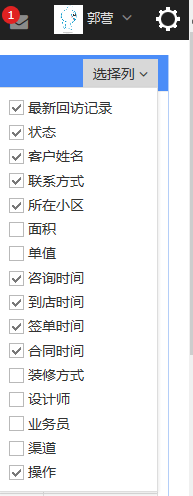 1
郭营
选择列
最新回访记录
状态
客户姓名
联系方式
所在小区
面积
单值
咨询时间
到店时间
签单时间
合同时间
装修方式
设计师
业务员
渠道
操作